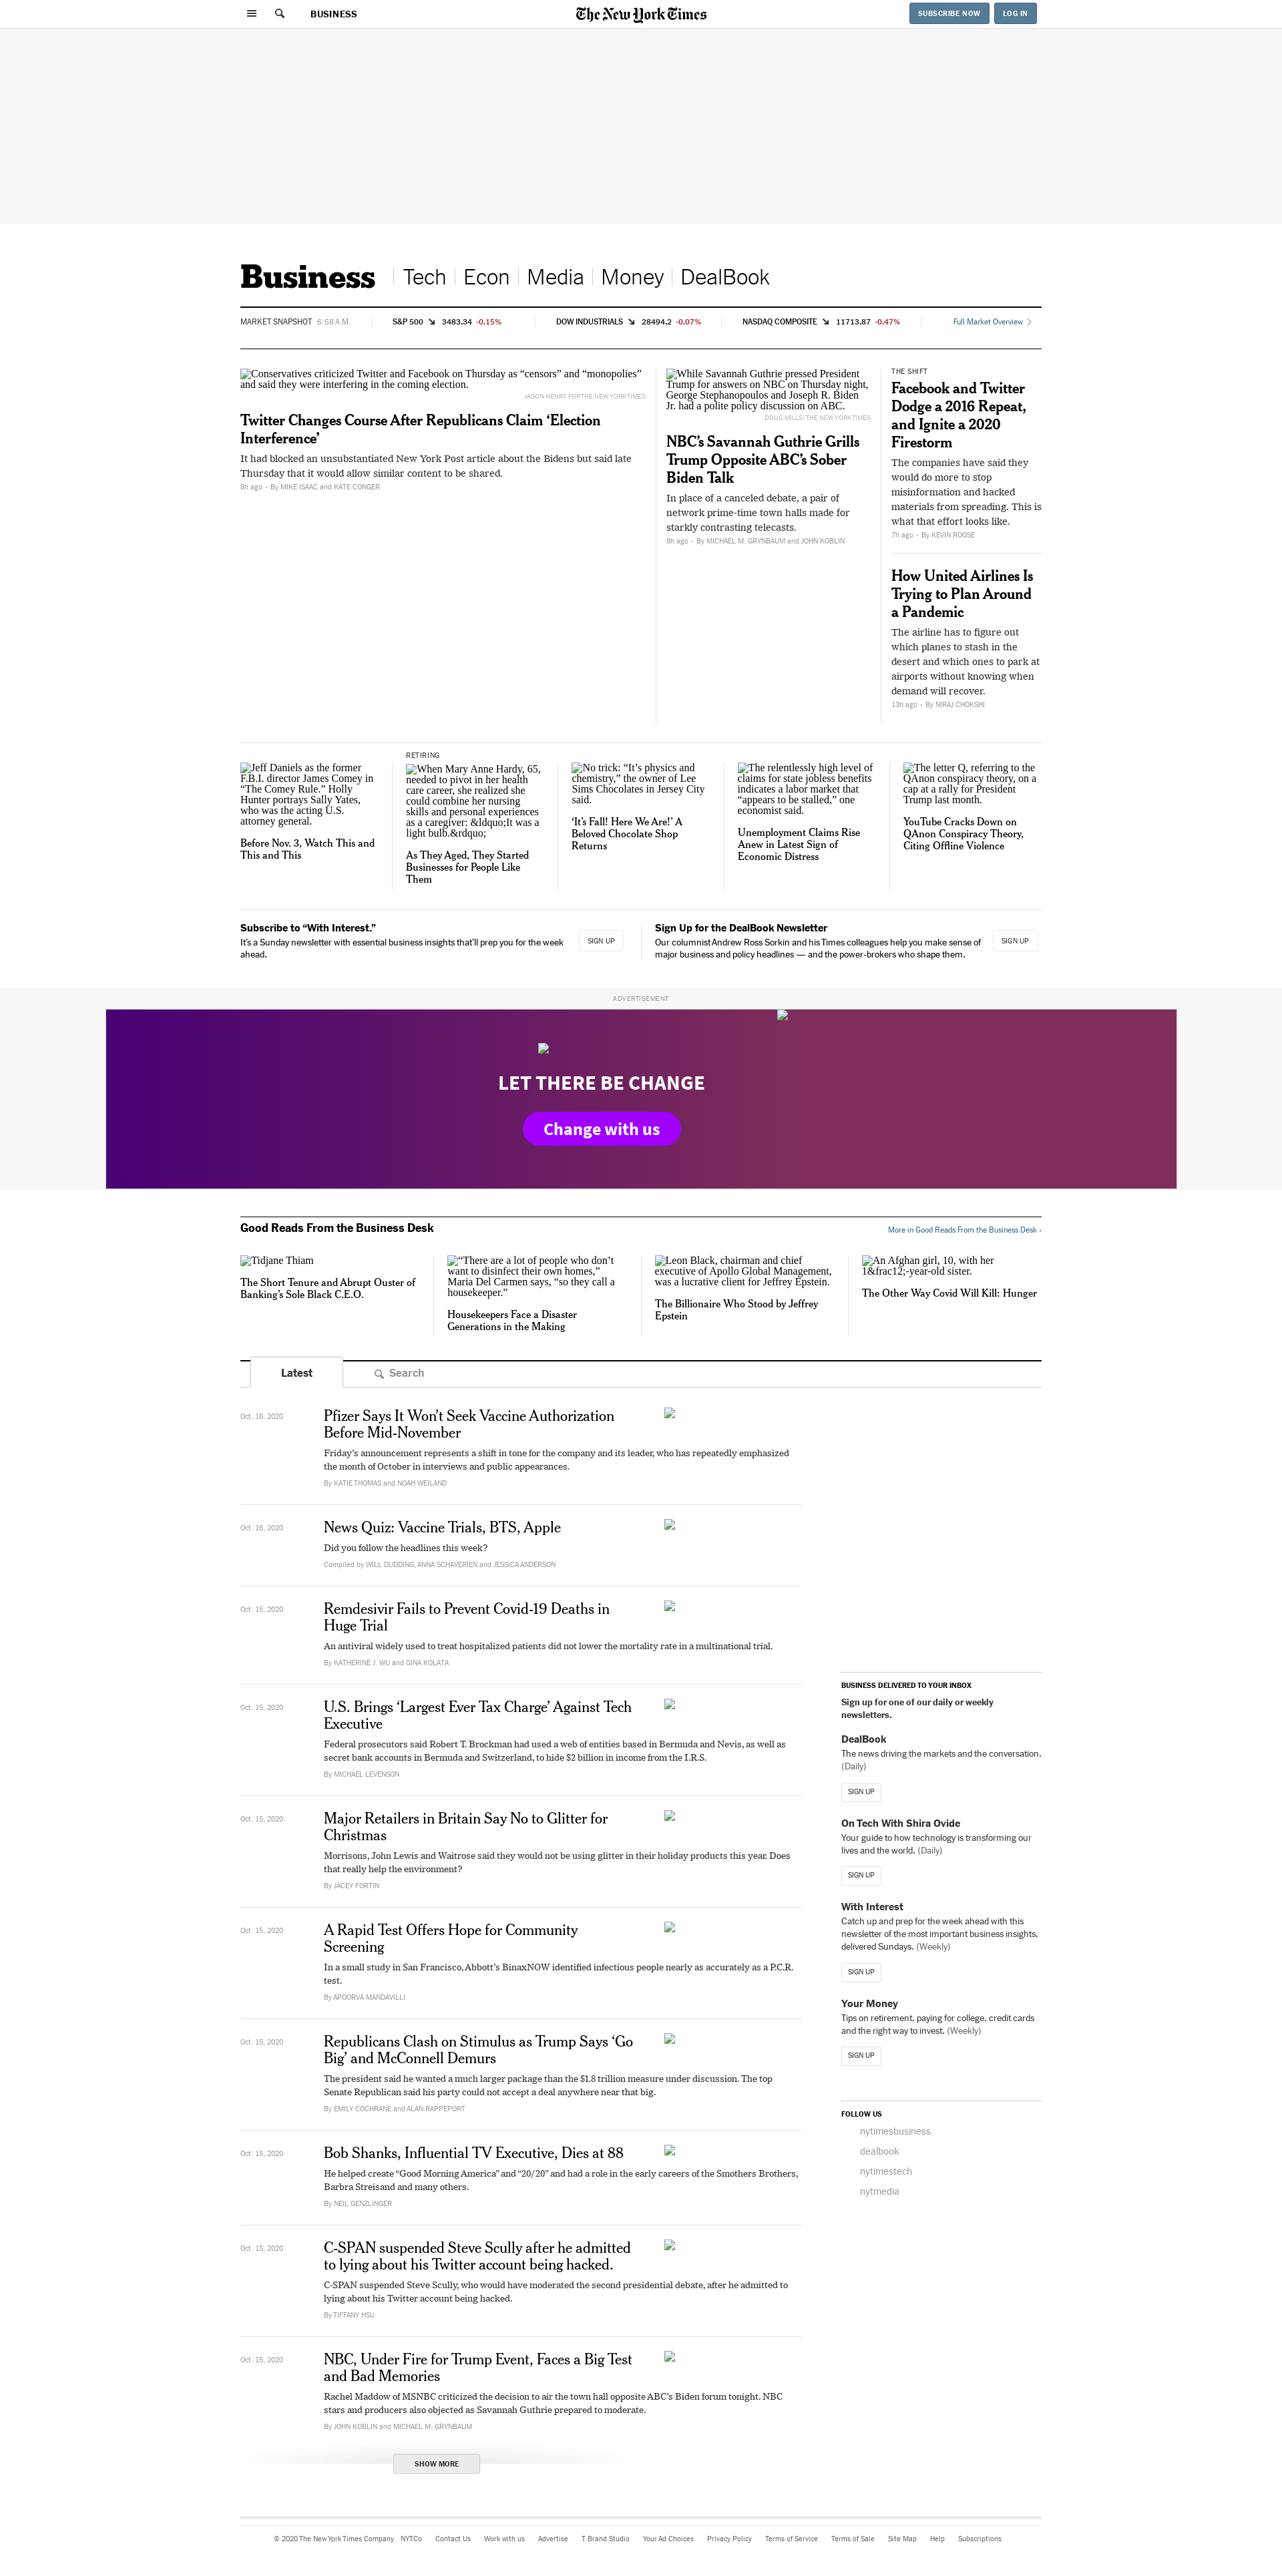 BUSINESS
The New York Times
SUBSCRIBE NOW
LOG IN
Business
Tech
Econ
Media
Money
DealBook
MARKET SNAPSHOT 6:58 A.M.
S&P 500 3483.34 -0.15%
DOW INDUSTRIALS 28494.2 -0.07%
NASDAQ COMPOSITE 11713.87 -0.47%
Full Market Overview
Conservatives criticized Twitter and Facebook on Thursday as “censors” and “monopolies”
and said they were interfering in the coming election.
JASON HENRY FOR THE NEW YORK TIMES
Twitter Changes Course After Republicans Claim ‘Election
Interference’
It had blocked an unsubstantiated New York Post article about the Bidens but said late
Thursday that it would allow similar content to be shared.
8h ago • By MIKE ISAAC and KATE CONGER
While Savannah Guthrie pressed President
Trump for answers on NBC on Thursday night,
George Stephanopoulos and Joseph R. Biden
Jr. had a polite policy discussion on ABC.
DOUG MILLS/THE NEW YORK TIMES
NBC’s Savannah Guthrie Grills
Trump Opposite ABC’s Sober
Biden Talk
In place of a canceled debate, a pair of
network prime-time town halls made for
starkly contrasting telecasts.
8h ago • By MICHAEL M. GRYNBAUM and JOHN KOBLIN
THE SHIFT
Facebook and Twitter
Dodge a 2016 Repeat,
and Ignite a 2020
Firestorm
The companies have said they
would do more to stop
misinformation and hacked
materials from spreading. This is
what that effort looks like.
7h ago • By KEVIN ROOSE
How United Airlines Is
Trying to Plan Around
a Pandemic
The airline has to figure out
which planes to stash in the
desert and which ones to park at
airports without knowing when
demand will recover.
13h ago • By NIRAJ CHOKSHI
Jeff Daniels as the former
F.B.I. director James Comey in
“The Comey Rule.” Holly
Hunter portrays Sally Yates,
who was the acting U.S.
attorney general.
Before Nov. 3, Watch This and
This and This
RETIRING
When Mary Anne Hardy, 65,
needed to pivot in her health
care career, she realized she
could combine her nursing
skills and personal experiences
as a caregiver: &ldquo;It was a
light bulb.&rdquo;
As They Aged, They Started
Businesses for People Like
Them
No trick: “It’s physics and
chemistry,” the owner of Lee
Sims Chocolates in Jersey City
said.
‘It’s Fall! Here We Are!’ A
Beloved Chocolate Shop
Returns
The relentlessly high level of
claims for state jobless benefits
indicates a labor market that
“appears to be stalled,” one
economist said.
Unemployment Claims Rise
Anew in Latest Sign of
Economic Distress
The letter Q, referring to the
QAnon conspiracy theory, on a
cap at a rally for President
Trump last month.
YouTube Cracks Down on
QAnon Conspiracy Theory,
Citing Offline Violence
Subscribe to “With Interest.”
It’s a Sunday newsletter with essential business insights that’ll prep you for the week
ahead.
SIGN UP
Sign Up for the DealBook Newsletter
Our columnist Andrew Ross Sorkin and his Times colleagues help you make sense of
major business and policy headlines — and the power-brokers who shape them.
SIGN UP
ADVERTISEMENT
LET THERE BE CHANGE
Change with us
Good Reads From the Business Desk
More in Good Reads From the Business Desk ›
Tidjane Thiam
The Short Tenure and Abrupt Ouster of
Banking’s Sole Black C.E.O.
“There are a lot of people who don’t
want to disinfect their own homes,”
Maria Del Carmen says, “so they call a
housekeeper.”
Housekeepers Face a Disaster
Generations in the Making
Leon Black, chairman and chief
executive of Apollo Global Management,
was a lucrative client for Jeffrey Epstein.
The Billionaire Who Stood by Jeffrey
Epstein
An Afghan girl, 10, with her
1&frac12;-year-old sister.
The Other Way Covid Will Kill: Hunger
Latest
Search
Oct. 16, 2020
Pfizer Says It Won’t Seek Vaccine Authorization
Before Mid-November
Friday’s announcement represents a shift in tone for the company and its leader, who has repeatedly emphasized
the month of October in interviews and public appearances.
By KATIE THOMAS and NOAH WEILAND
Oct. 16, 2020
News Quiz: Vaccine Trials, BTS, Apple
Did you follow the headlines this week?
Compiled by WILL DUDDING, ANNA SCHAVERIEN and JESSICA ANDERSON
Oct. 15, 2020
Remdesivir Fails to Prevent Covid-19 Deaths in
Huge Trial
An antiviral widely used to treat hospitalized patients did not lower the mortality rate in a multinational trial.
By KATHERINE J. WU and GINA KOLATA
Oct. 15, 2020
U.S. Brings ‘Largest Ever Tax Charge’ Against Tech
Executive
Federal prosecutors said Robert T. Brockman had used a web of entities based in Bermuda and Nevis, as well as
secret bank accounts in Bermuda and Switzerland, to hide $2 billion in income from the I.R.S.
By MICHAEL LEVENSON
Oct. 15, 2020
Major Retailers in Britain Say No to Glitter for
Christmas
Morrisons, John Lewis and Waitrose said they would not be using glitter in their holiday products this year. Does
that really help the environment?
By JACEY FORTIN
Oct. 15, 2020
A Rapid Test Offers Hope for Community
Screening
In a small study in San Francisco, Abbott’s BinaxNOW identified infectious people nearly as accurately as a P.C.R.
test.
By APOORVA MANDAVILLI
Oct. 15, 2020
Republicans Clash on Stimulus as Trump Says ‘Go
Big’ and McConnell Demurs
The president said he wanted a much larger package than the $1.8 trillion measure under discussion. The top
Senate Republican said his party could not accept a deal anywhere near that big.
By EMILY COCHRANE and ALAN RAPPEPORT
Oct. 15, 2020
Bob Shanks, Influential TV Executive, Dies at 88
He helped create “Good Morning America” and “20/20” and had a role in the early careers of the Smothers Brothers,
Barbra Streisand and many others.
By NEIL GENZLINGER
Oct. 15, 2020
C-SPAN suspended Steve Scully after he admitted
to lying about his Twitter account being hacked.
C-SPAN suspended Steve Scully, who would have moderated the second presidential debate, after he admitted to
lying about his Twitter account being hacked.
By TIFFANY HSU
Oct. 15, 2020
NBC, Under Fire for Trump Event, Faces a Big Test
and Bad Memories
Rachel Maddow of MSNBC criticized the decision to air the town hall opposite ABC’s Biden forum tonight. NBC
stars and producers also objected as Savannah Guthrie prepared to moderate.
By JOHN KOBLIN and MICHAEL M. GRYNBAUM
SHOW MORE
BUSINESS DELIVERED TO YOUR INBOX
Sign up for one of our daily or weekly
newsletters.
DealBook
The news driving the markets and the conversation.
(Daily)
SIGN UP
On Tech With Shira Ovide
Your guide to how technology is transforming our
lives and the world. (Daily)
SIGN UP
With Interest
Catch up and prep for the week ahead with this
newsletter of the most important business insights,
delivered Sundays. (Weekly)
SIGN UP
Your Money
Tips on retirement, paying for college, credit cards
and the right way to invest. (Weekly)
SIGN UP
FOLLOW US
nytimesbusiness
dealbook
nytimestech
nytmedia
© 2020 The New York Times Company NYTCo Contact Us Work with us Advertise T Brand Studio Your Ad Choices Privacy Policy Terms of Service Terms of Sale Site Map Help Subscriptions